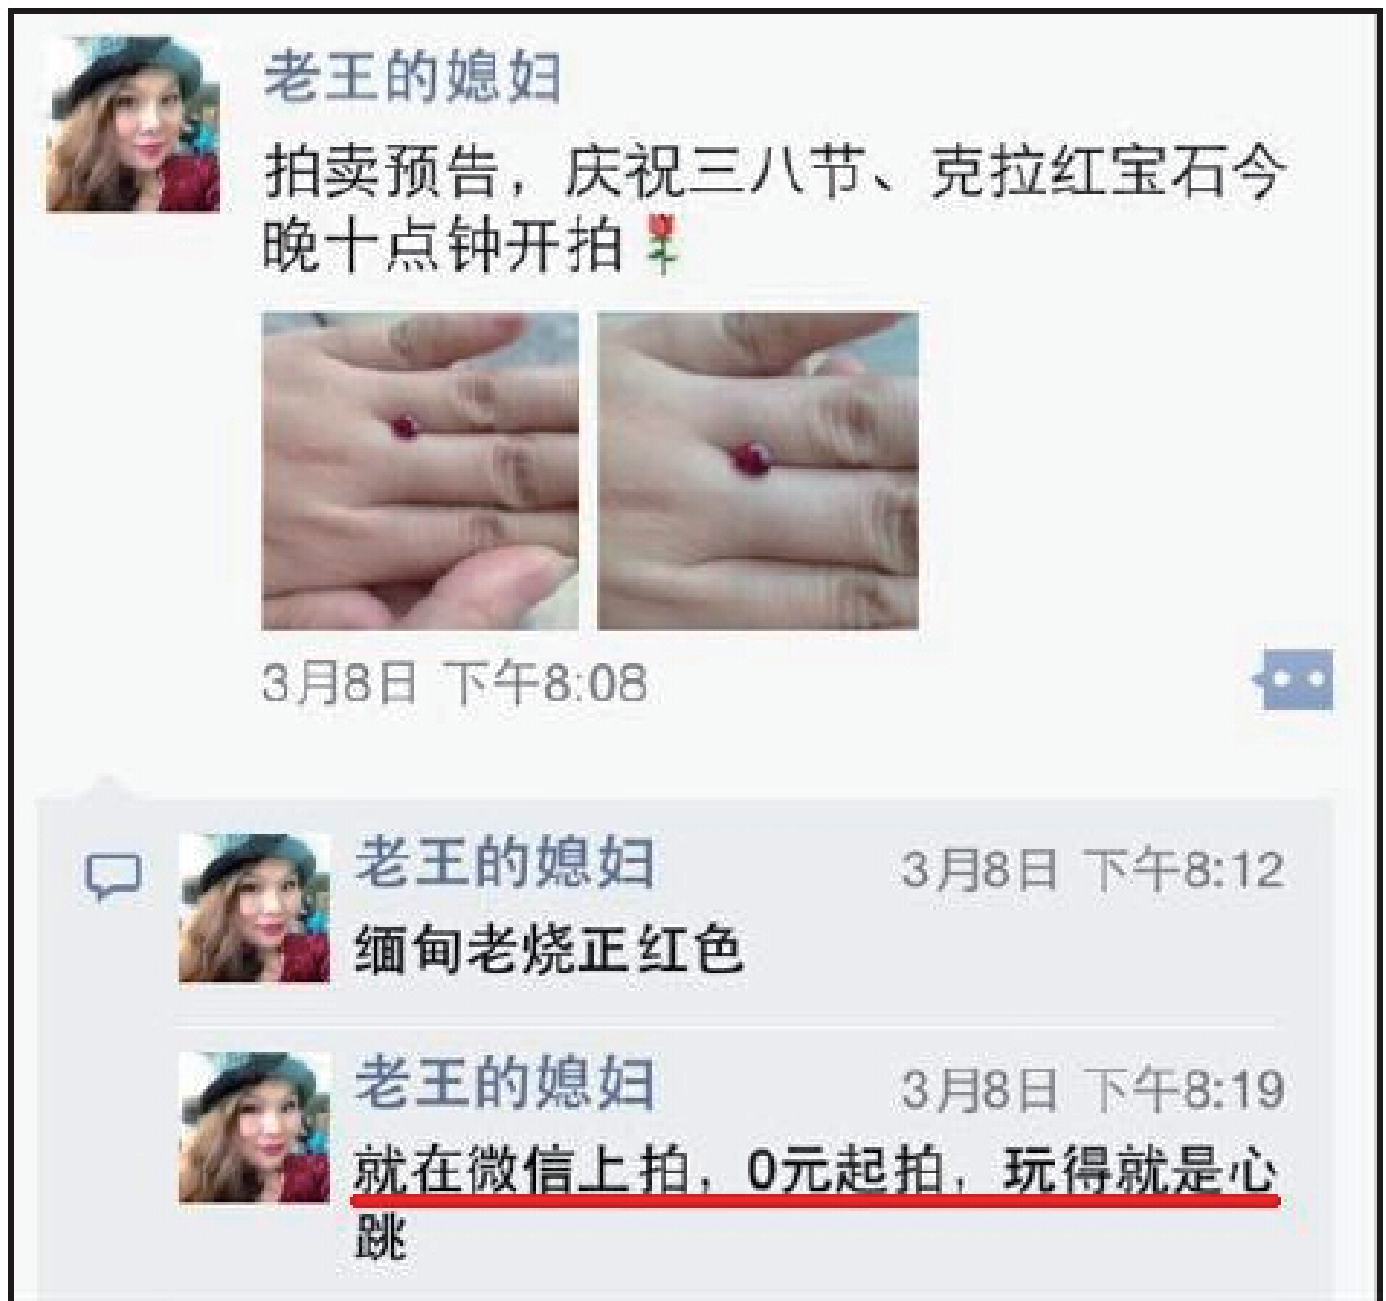 老王的媳妇
拍卖预告，庆祝三八节、克拉红宝石今
晚十点钟开拍🌹
3月8日 下午8:08
老王的媳妇
3月8日 下午8:12
缅甸老烧正红色
老王的媳妇
3月8日 下午8:19
就在微信上拍，0元起拍，玩得就是心
跳